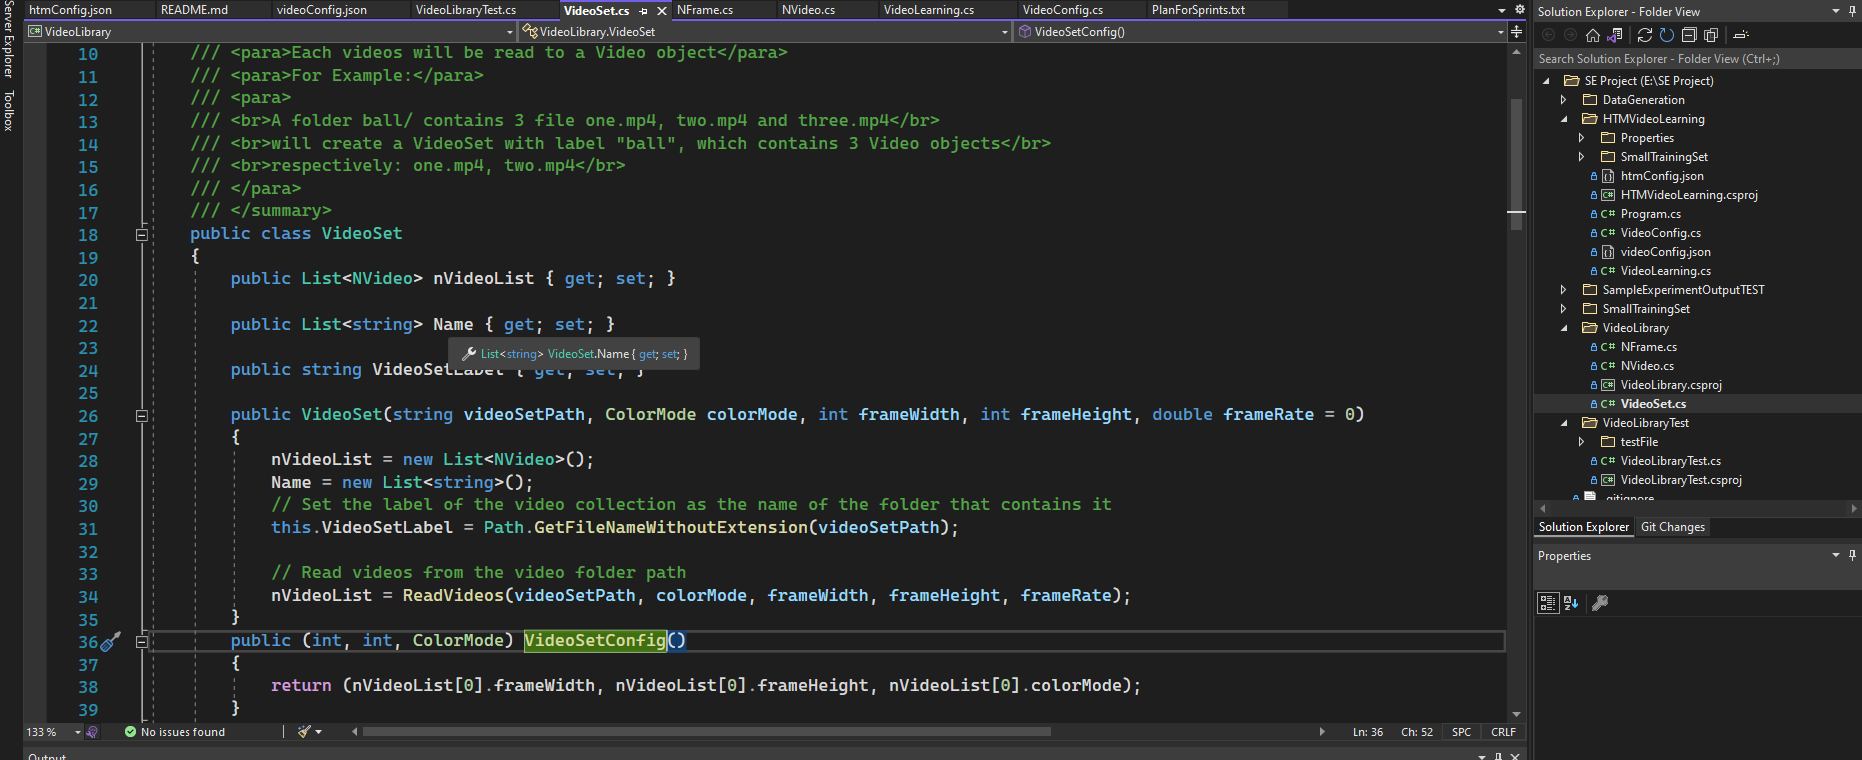 Server Explorer
Toolbox
htmConfig.json
README.md
videoConfig.json
VideoLibraryTest.cs
VideoSet.cs
NFrame.cs
NVideo.cs
VideoLearning.cs
VideoConfig.cs
PlanForSprints.txt
VideoLibrary
VideoLibrary.VideoSet
VideoSetConfig()
10 /// <para>Each videos will be read to a Video object</para>
11 /// <para>For Example:</para>
12 /// <para>
13 /// <br>A folder ball/ contains 3 file one.mp4, two.mp4 and three.mp4</br>
14 /// <br>will create a VideoSet with label "ball", which contains 3 Video objects</br>
15 /// <br>respectively: one.mp4, two.mp4</br>
16 /// </para>
17 /// </summary>
18 public class VideoSet
19 {
20 public List<NVideo> nVideoList { get; set; }
21
22 public List<string> Name { get; set; }
23
List<string> VideoSet.Name { get; set; }
24 public string VideoSetLabel { get; set; }
25
26 public VideoSet(string videoSetPath, ColorMode colorMode, int frameWidth, int frameHeight, double frameRate = 0)
27 {
28 nVideoList = new List<NVideo>();
29 Name = new List<string>();
30 // Set the label of the video collection as the name of the folder that contains it
31 this.VideoSetLabel = Path.GetFileNameWithoutExtension(videoSetPath);
32
33 // Read videos from the video folder path
34 nVideoList = ReadVideos(videoSetPath, colorMode, frameWidth, frameHeight, frameRate);
35 }
36 public (int, int, ColorMode) VideoSetConfig()
37 {
38 return (nVideoList[0].frameWidth, nVideoList[0].frameHeight, nVideoList[0].colorMode);
39 }
133 %
No issues found
Ln: 36
Ch: 52
SPC
CRLF
Output
Solution Explorer - Folder View
Search Solution Explorer - Folder View (Ctrl+;)
SE Project (E:\SE Project)
DataGeneration
HTMVideoLearning
Properties
SmallTrainingSet
htmConfig.json
C# HTMVideoLearning.csproj
C# Program.cs
C# VideoConfig.cs
videoConfig.json
C# VideoLearning.cs
SampleExperimentOutputTEST
SmallTrainingSet
VideoLibrary
C# NFrame.cs
C# NVideo.cs
C# VideoLibrary.csproj
C# VideoSet.cs
VideoLibraryTest
testFile
C# VideoLibraryTest.cs
C# VideoLibraryTest.csproj
.gitignore
Solution Explorer
Git Changes
Properties